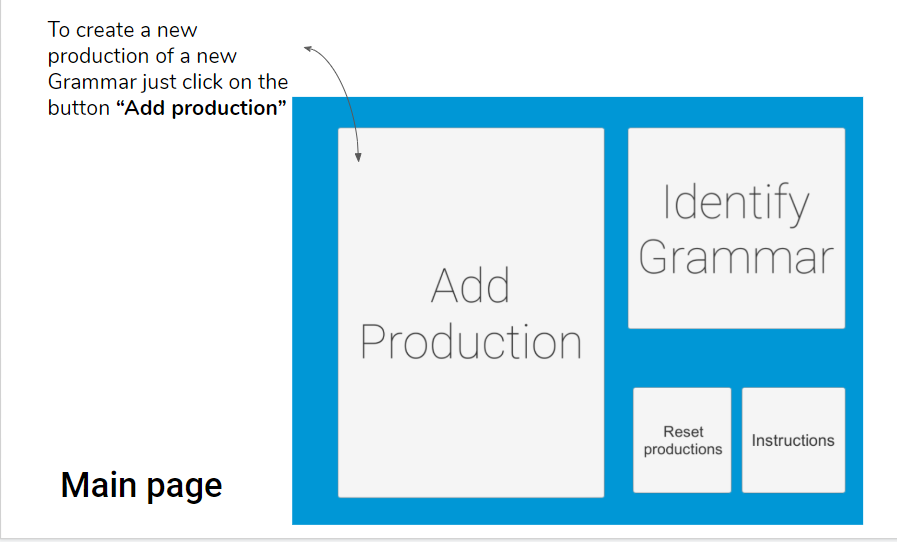 To create a new
production of a new
Grammar just click on the
button “Add production”
Add
Production
Identify
Grammar
Reset
productions
Instructions
Main page